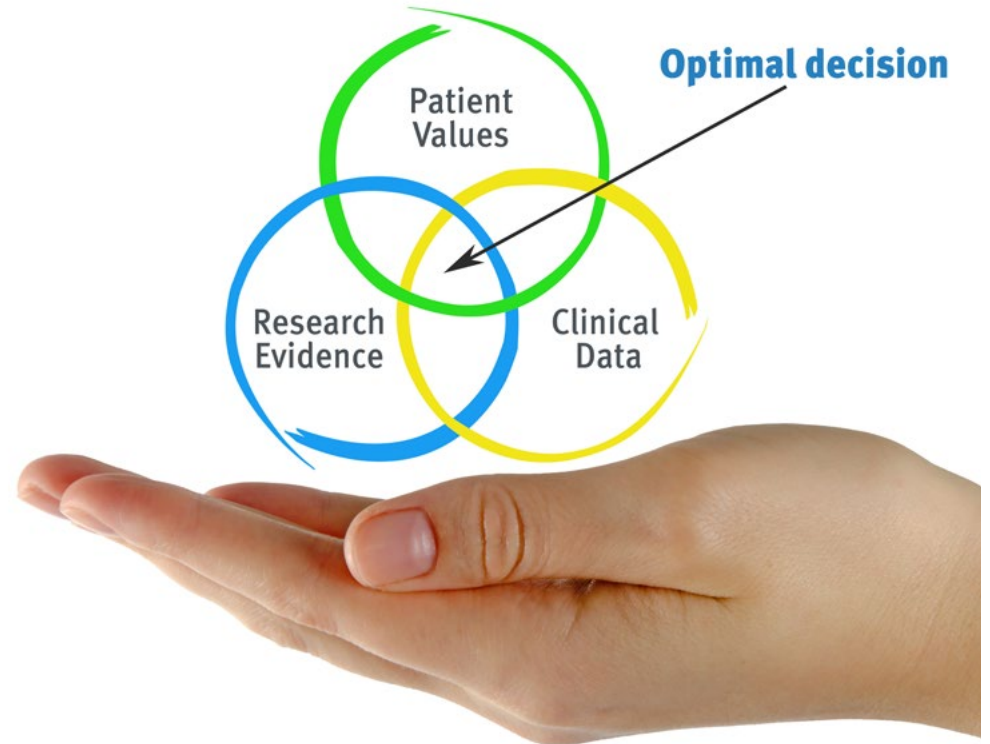 Optimal decision
Patient
Values
Research
Evidence
Clinical
Data